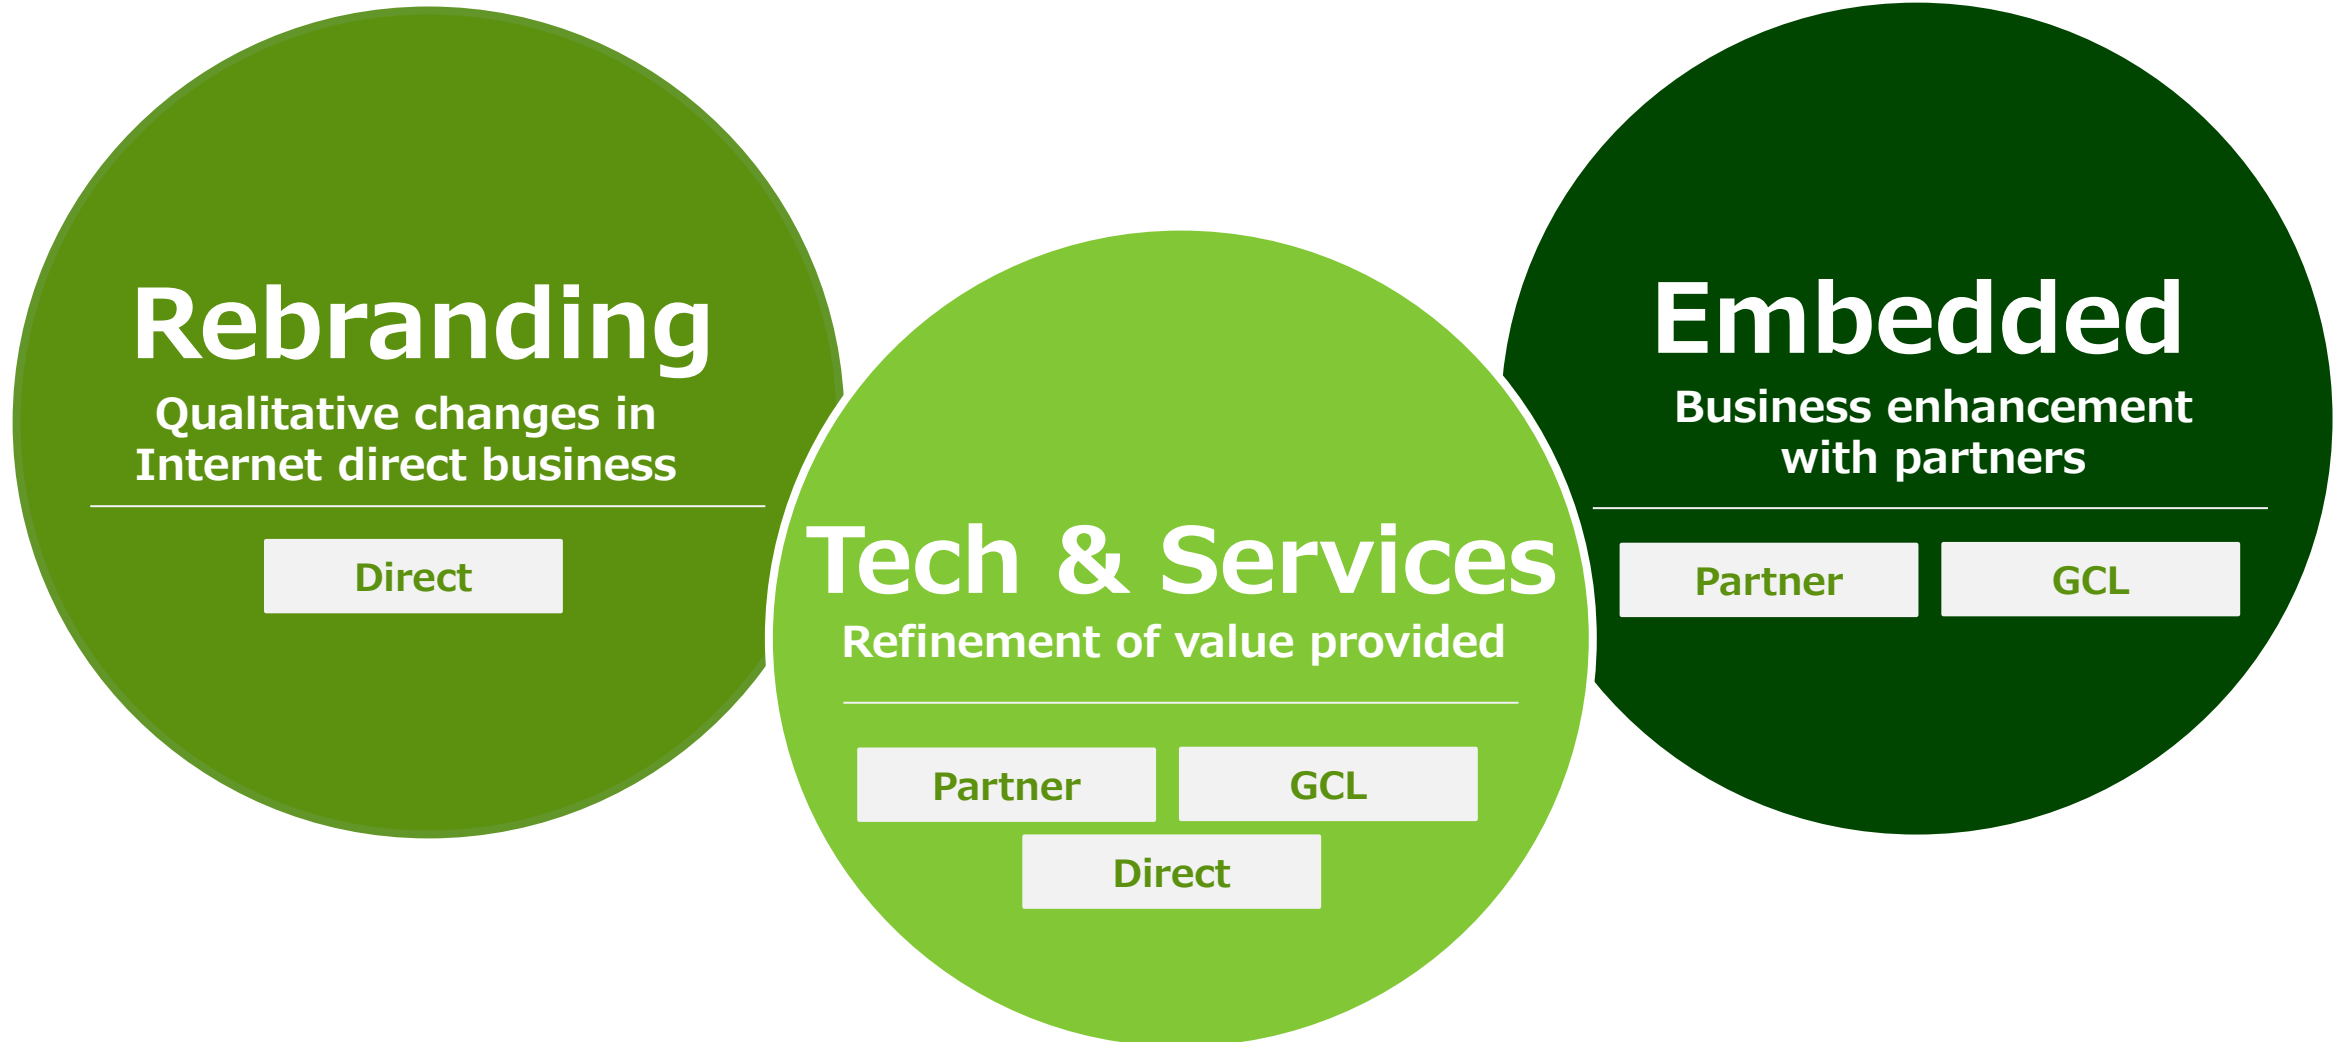 Rebranding
Qualitative changes in
Internet direct business
Direct
Tech & Services
Refinement of value provided
Partner
GCL
Direct
Embedded
Business enhancement
with partners
Partner
GCL